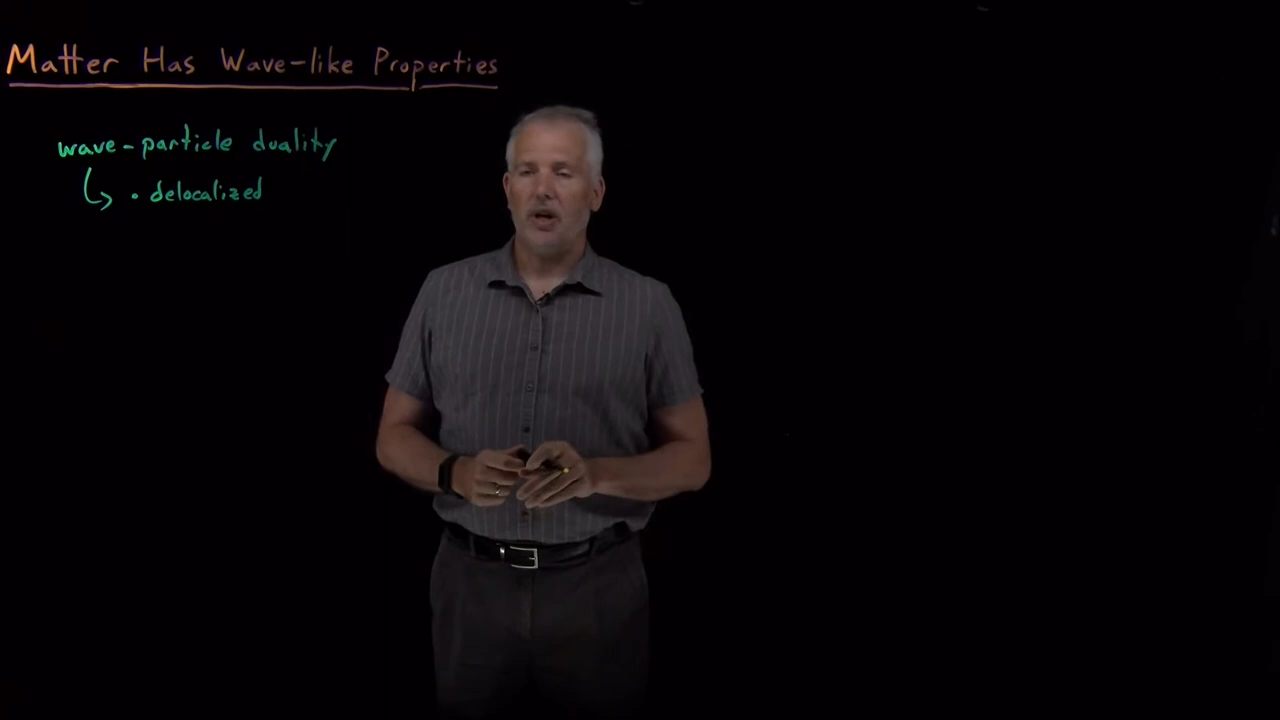 Matter Has Wave-like Properties
wave-particle duality
↳ • delocalized